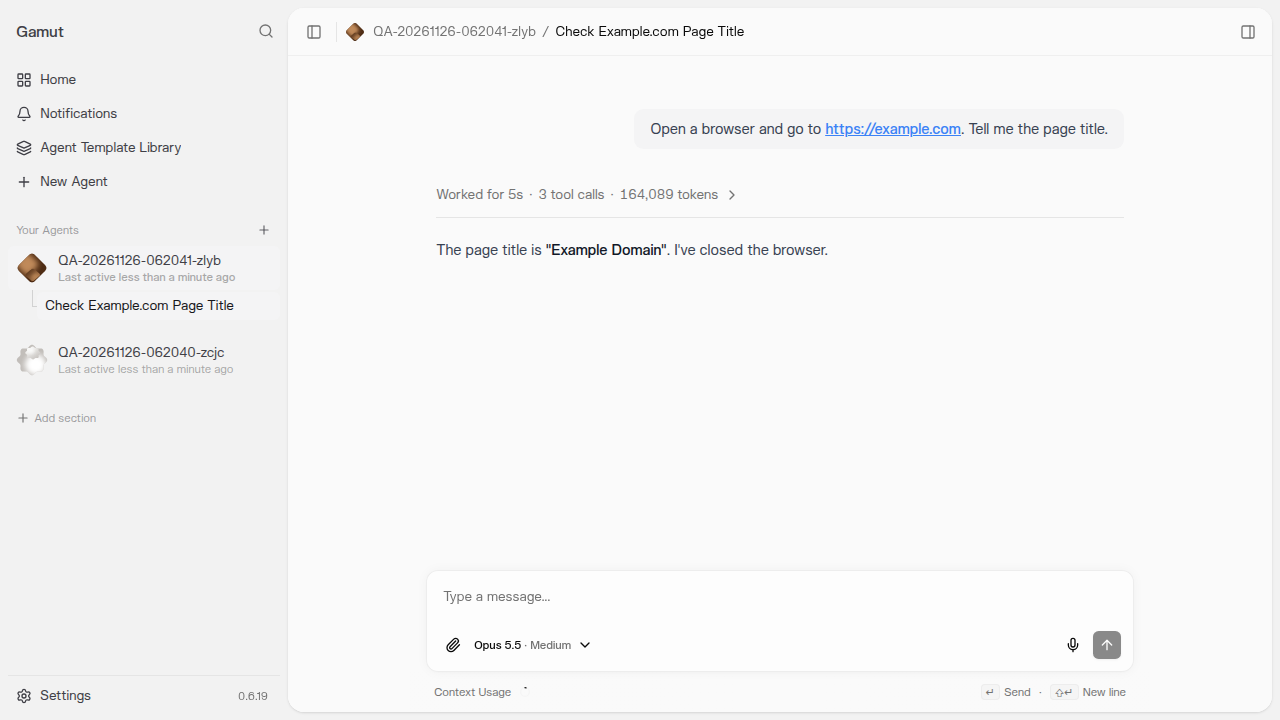 Gamut
Home
Notifications
Agent Template Library
New Agent
Your Agents
QA-20261126-062041-zlyb
Last active less than a minute ago
Check Example.com Page Title
QA-20261126-062040-zcjc
Last active less than a minute ago
Add section
Settings
0.6.19
QA-20261126-062041-zlyb / Check Example.com Page Title
Open a browser and go to https://example.com. Tell me the page title.
Worked for 5s · 3 tool calls · 164,089 tokens
The page title is "Example Domain". I've closed the browser.
Type a message...
Opus 5.5 · Medium
Context Usage
Send · New line